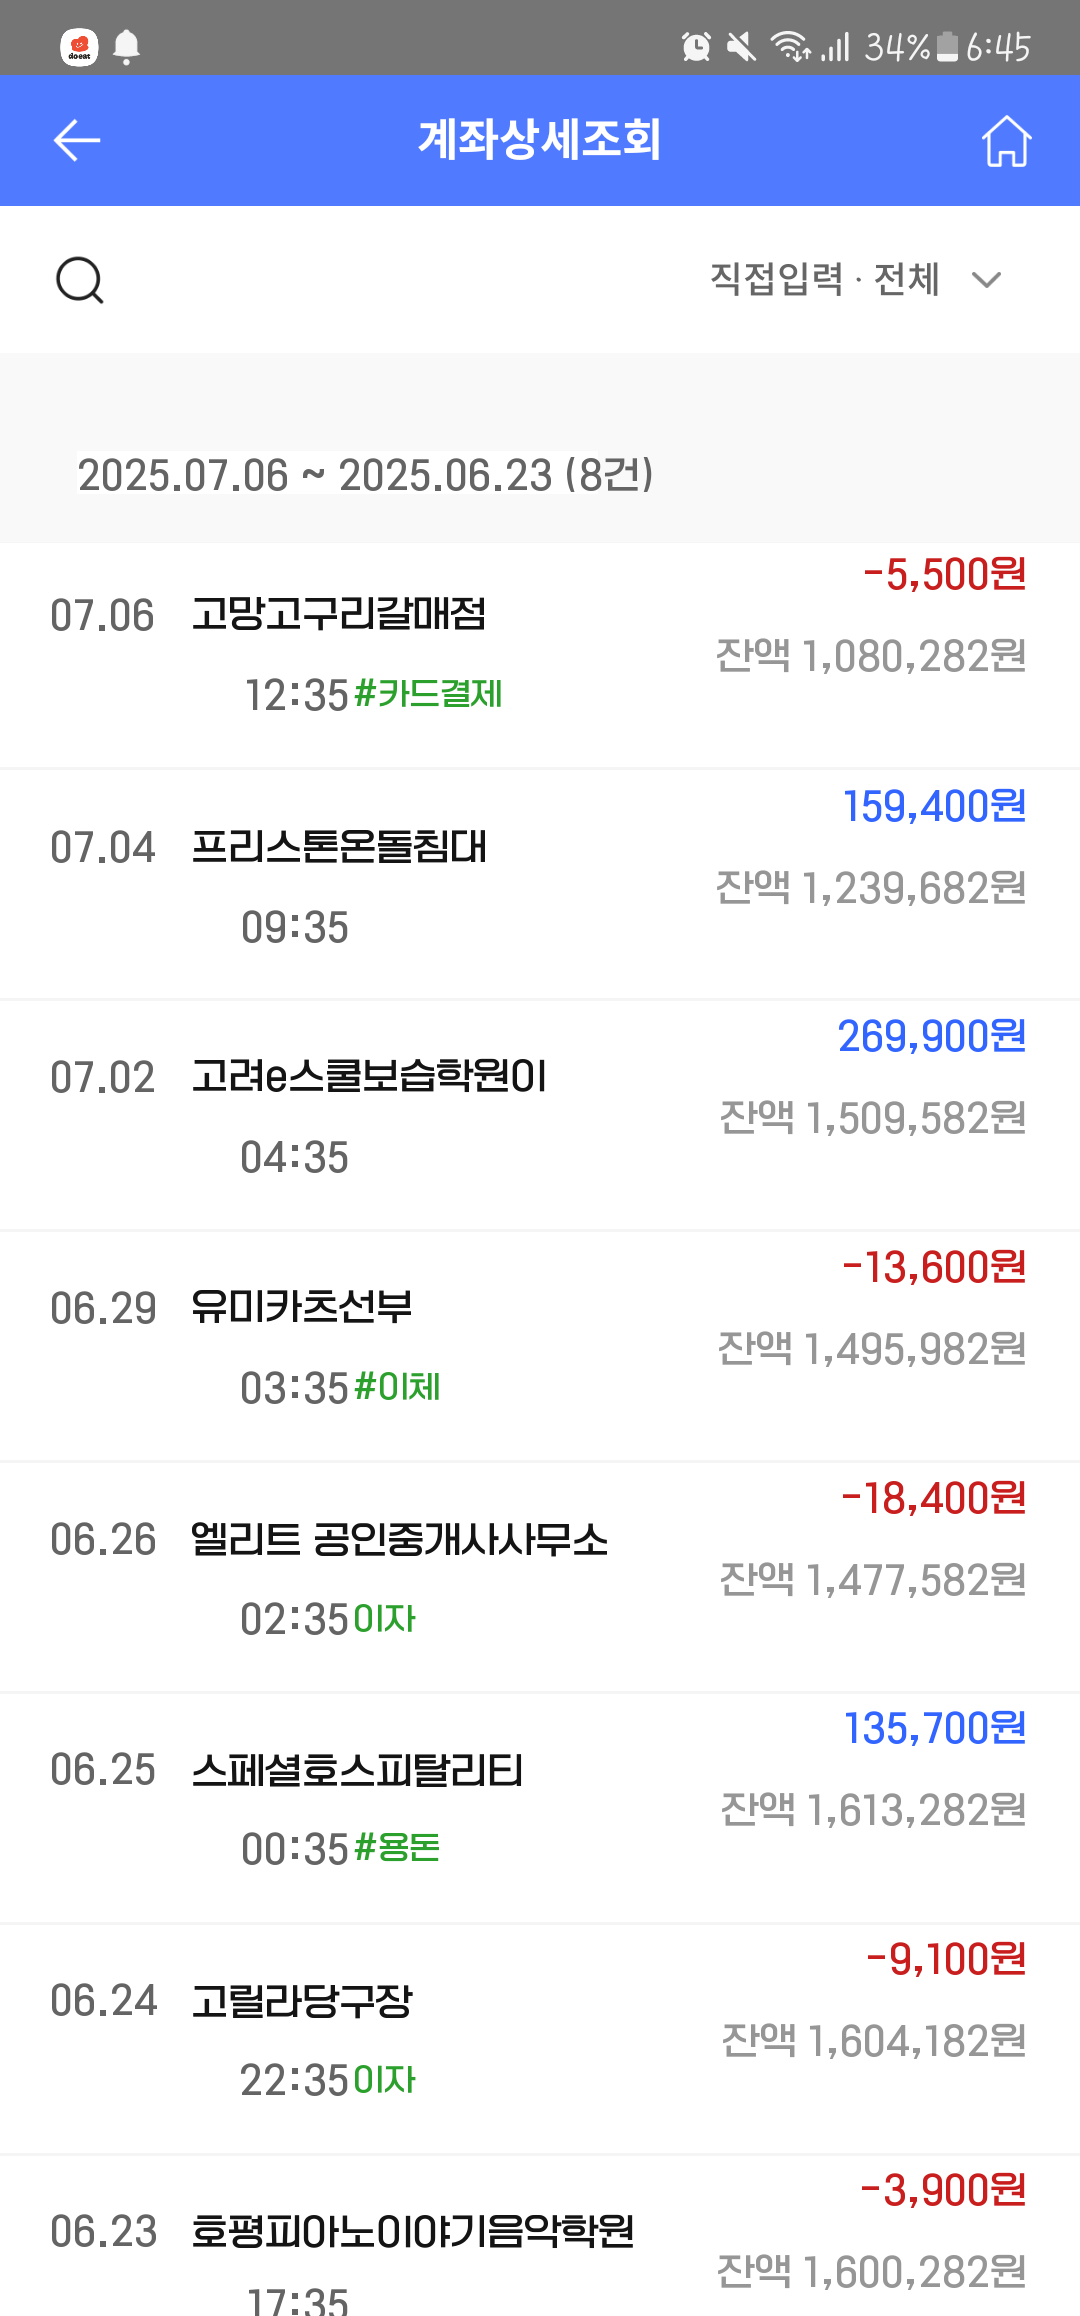 doeat
34% 6:45
계좌상세조회
직접입력 · 전체
2025.07.06 ~ 2025.06.23 (8건)
-5,500원
07.06 고망고구리갈매점
잔액 1,080,282원
12:35 #카드결제
159,400원
07.04 프리스톤온돌침대
잔액 1,239,682원
09:35
269,900원
07.02 고려e스쿨보습학원이
잔액 1,509,582원
04:35
-13,600원
06.29 유미카츠선부
잔액 1,495,982원
03:35 #이체
-18,400원
06.26 엘리트 공인중개사사무소
잔액 1,477,582원
02:35 이자
135,700원
06.25 스페셜호스피탈리티
잔액 1,613,282원
00:35 #용돈
-9,100원
06.24 고릴라당구장
잔액 1,604,182원
22:35 이자
-3,900원
06.23 호평피아노이야기음악학원
잔액 1,600,282원
17:35